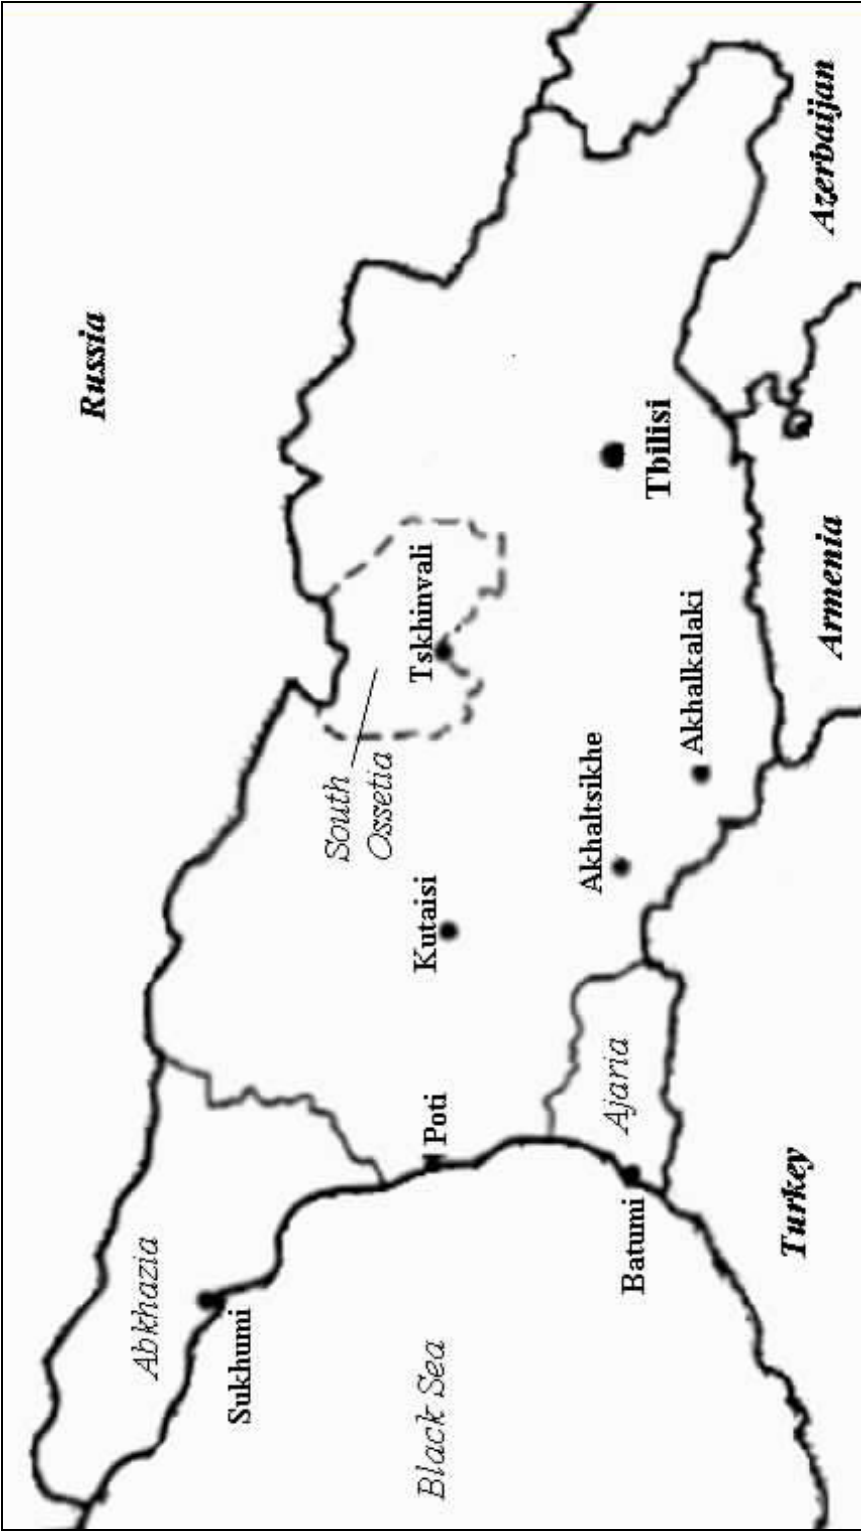 Russia
Abkhazia
Sukhumi
South
Ossetia
Tskhinvali
Kutaisi
Poti
Black Sea
Akhaltsikhe
Tbilisi
Ajaria
Batumi
Akhalkalaki
Turkey
Armenia
Azerbaijan